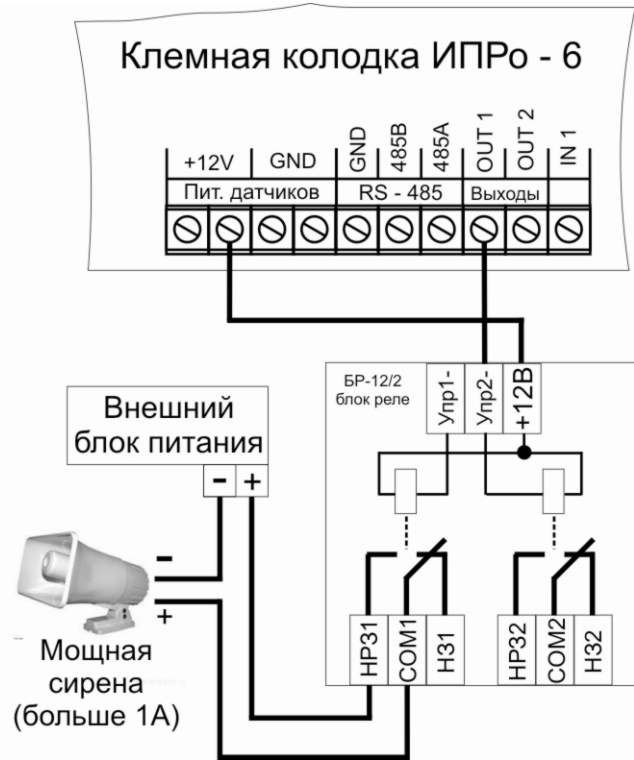 Клемная колодка ИПРо - 6
+12V
GND
GND
485B
485A
OUT 1
OUT 2
IN 1
Пит. датчиков
RS - 485
Выходы
БР-12/2
блок реле
Упр1-
Упр2-
+12В
Внешний
блок питания
- +
-
+
Мощная
сирена
(больше 1А)
НР31
COM1
Н31
НР32
COM2
Н32